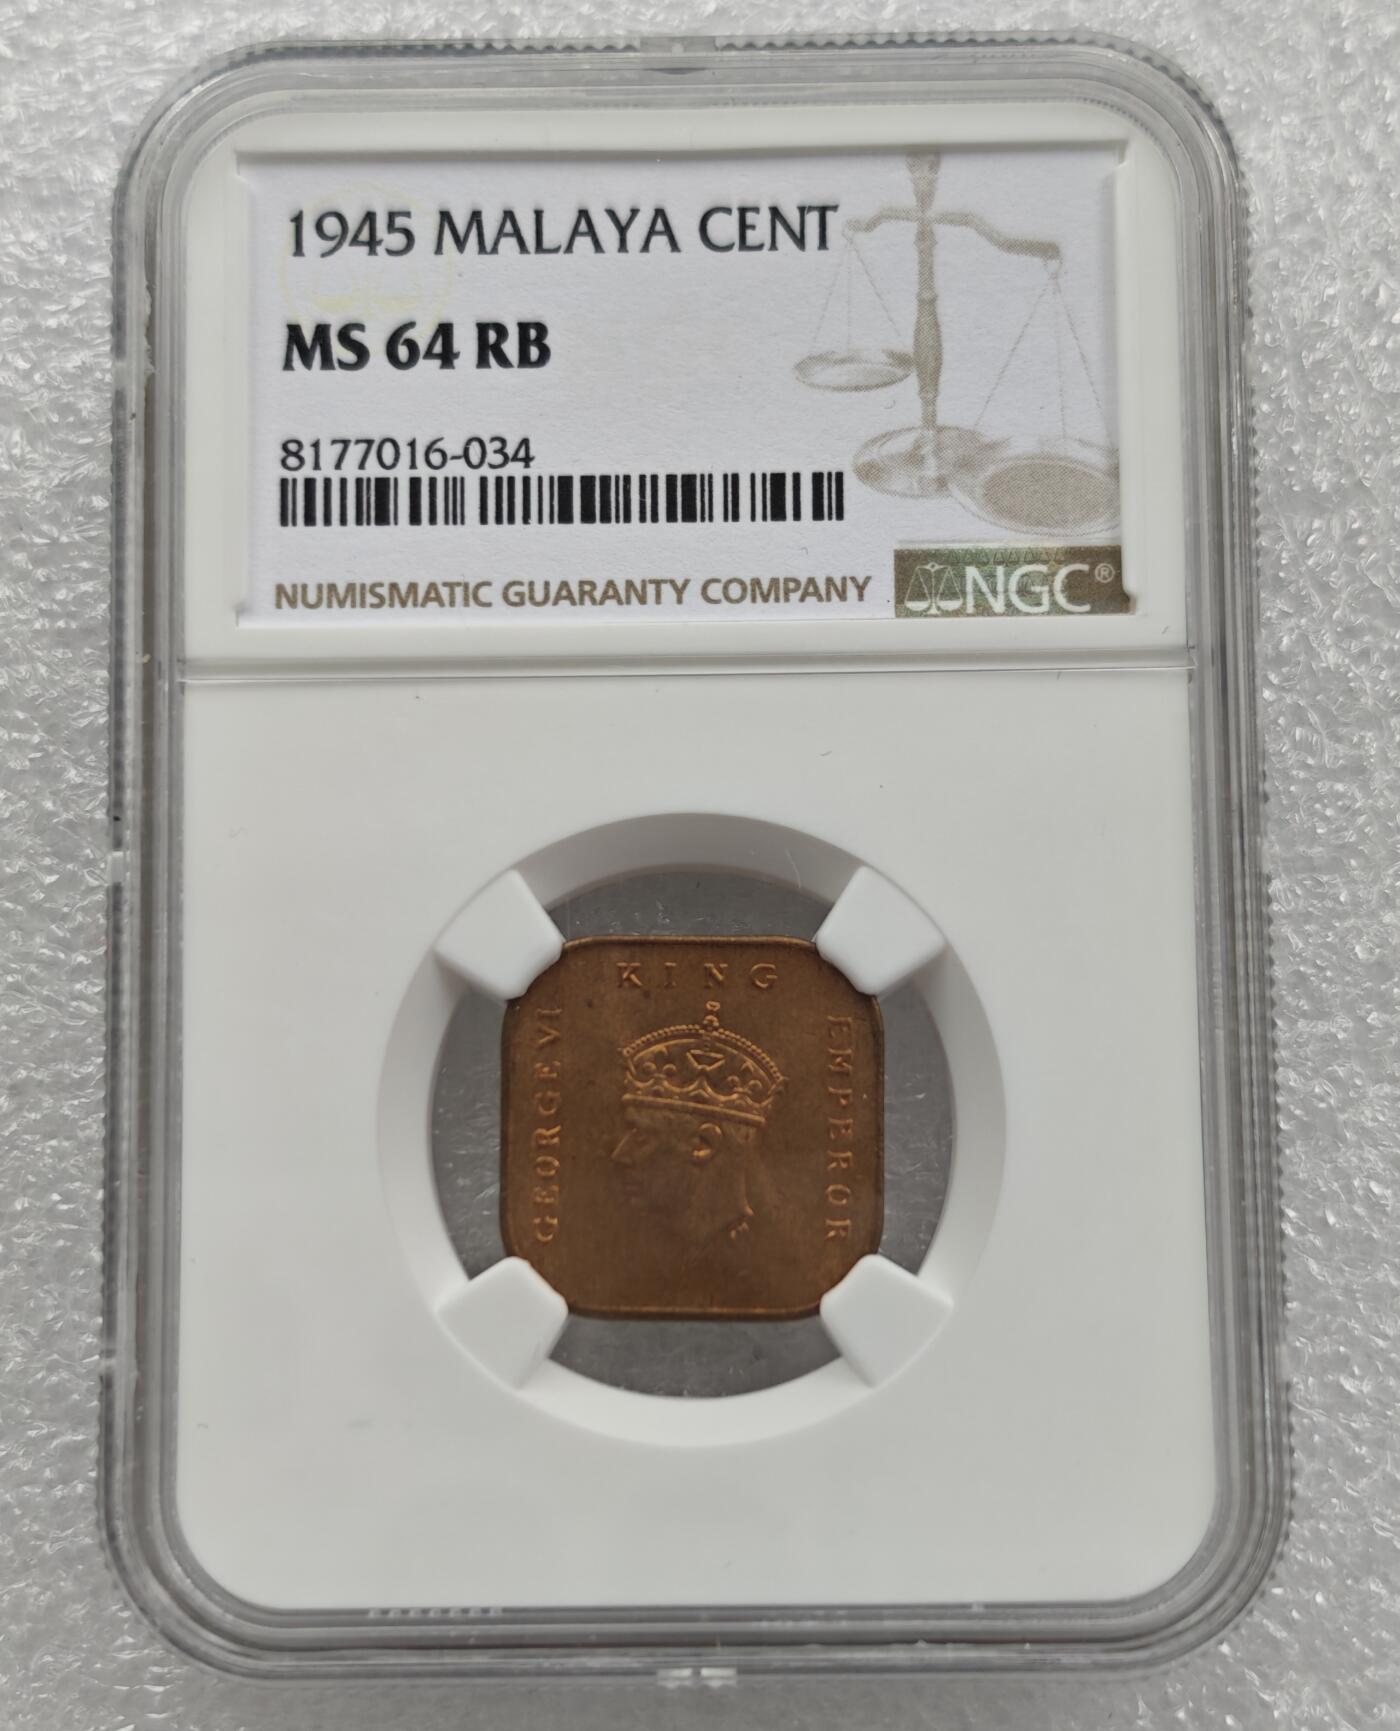 1945 MALAYA CENT
MS 64 RB
8177016-034
NUMISMATIC GUARANTY COMPANY
NGC®
GEORGE VI
KING
EMPEROR